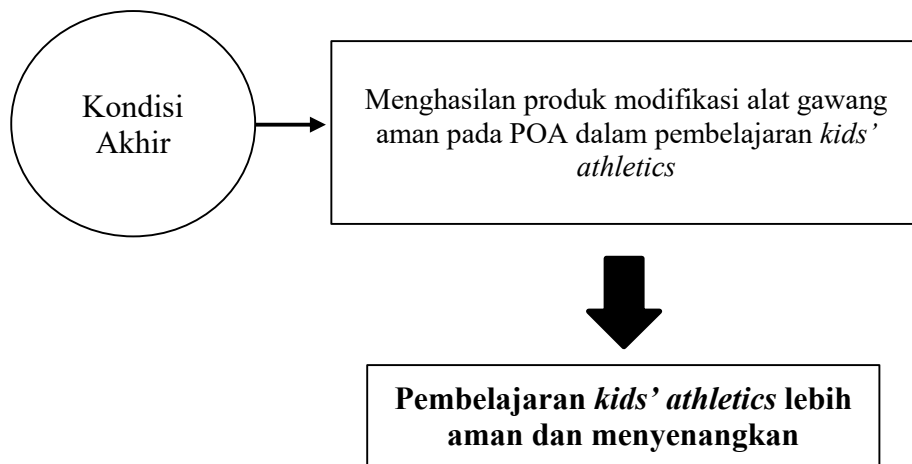 Kondisi
Akhir
Menghasilan produk modifikasi alat gawang
aman pada POA dalam pembelajaran kids’
athletics
Pembelajaran kids’ athletics lebih
aman dan menyenangkan